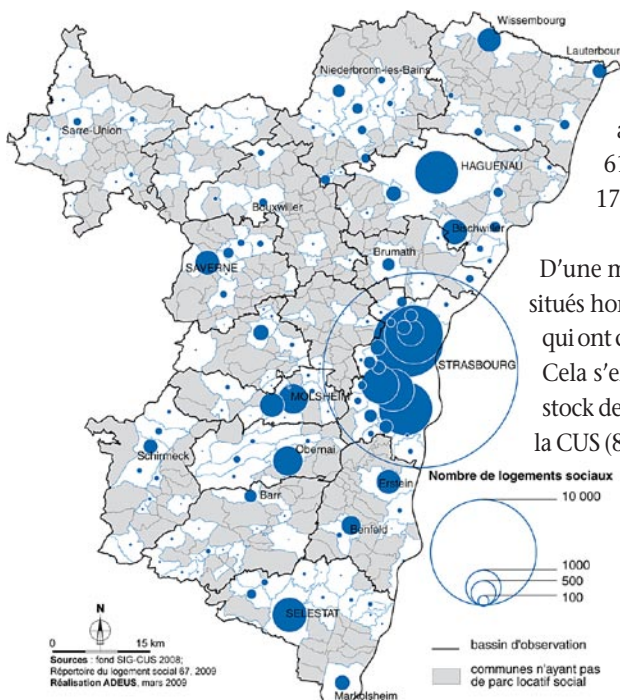 Wissembourg
Lauterbourg
Niederbronn-les-Bains
Sarre-Union
HAGUENAU
Bouxwiller
Bischwiller
SAVERNE
Brumath
STRASBOURG
MOLSHEIM
Schirmeck
Obernai
Erstein
Barr
Benfeld
SELESTAT
Markolsheim
a
61
17
D'une m
situés hor
qui ont c
Cela s'e
stock de
la CUS (8
Nombre de logements sociaux
10 000
1000
500
100
N
0 15 km
Sources : fond SIG-CUS 2008;
Répertoire du logement social 67, 2009
Réalisation ADEUS, mars 2009
bassin d'observation
communes n'ayant pas
de parc locatif social